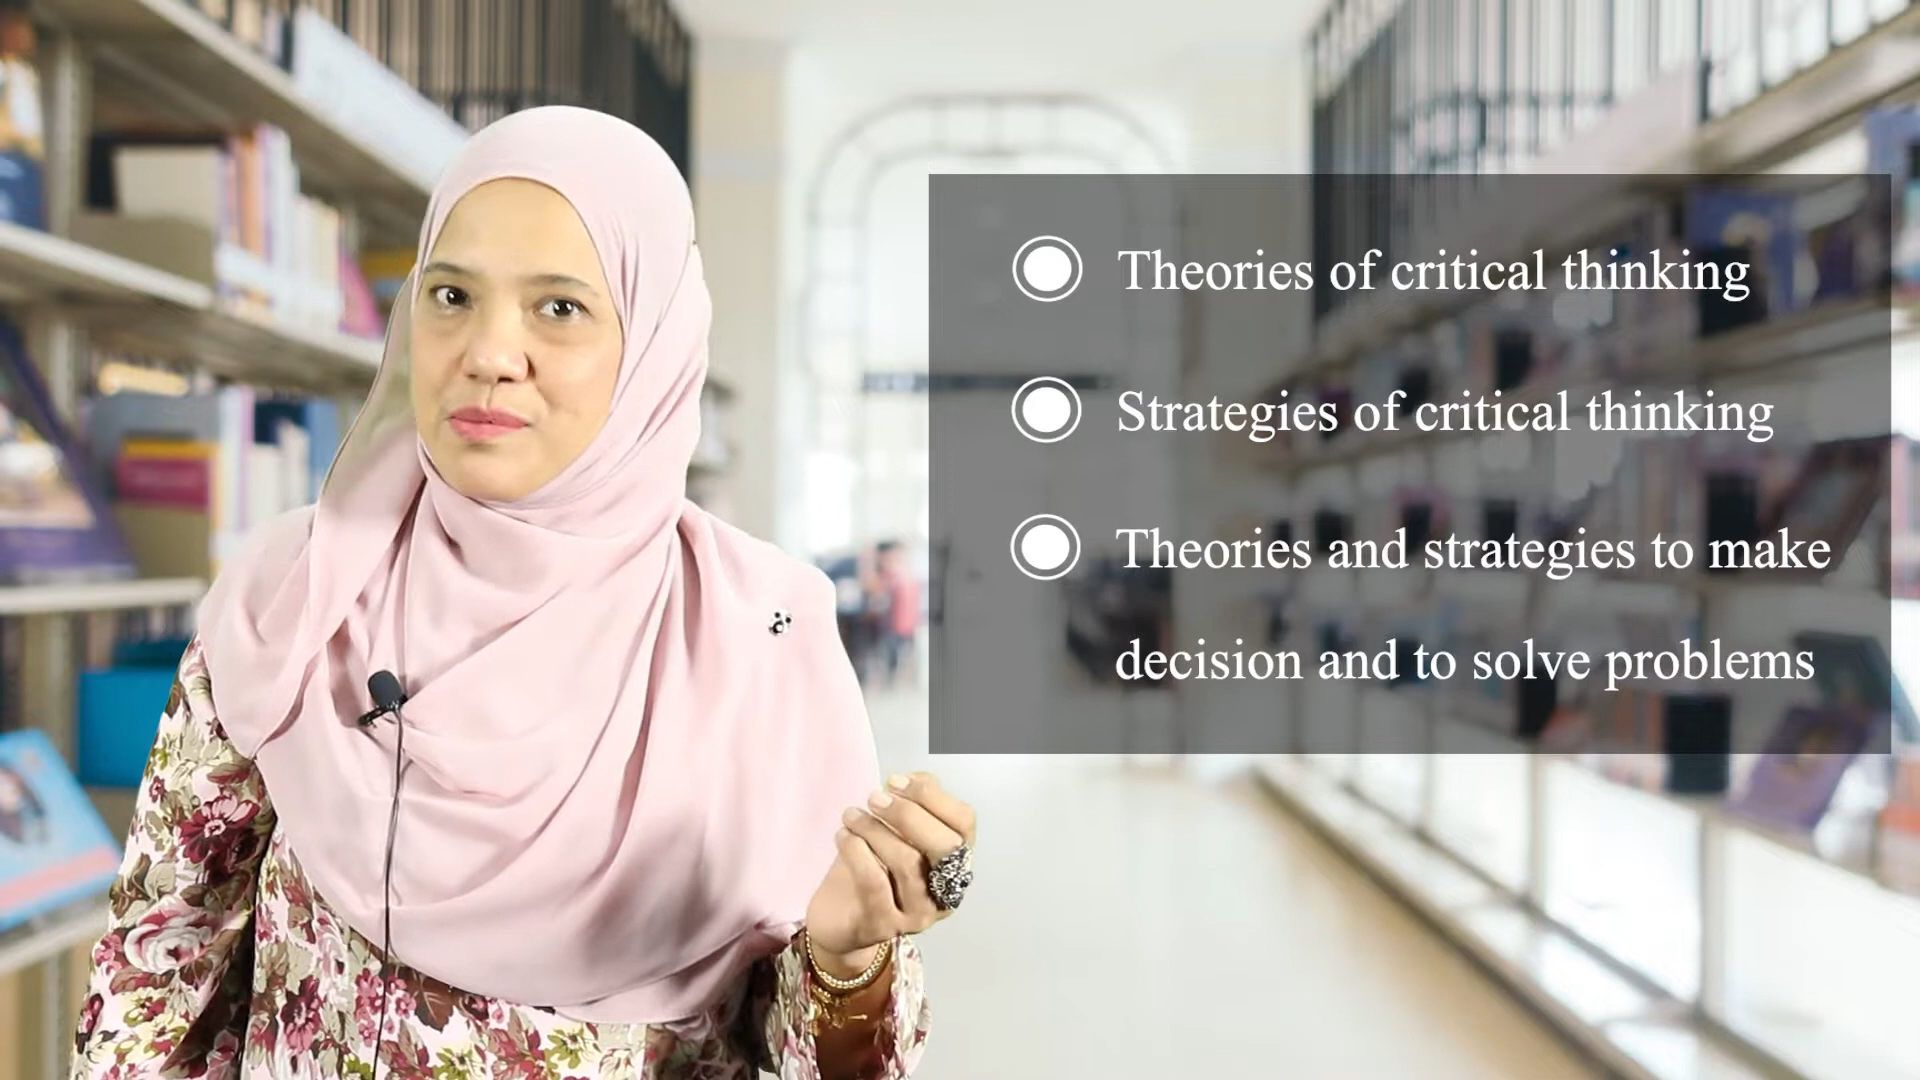 Theories of critical thinking
Strategies of critical thinking
Theories and strategies to make
decision and to solve problems